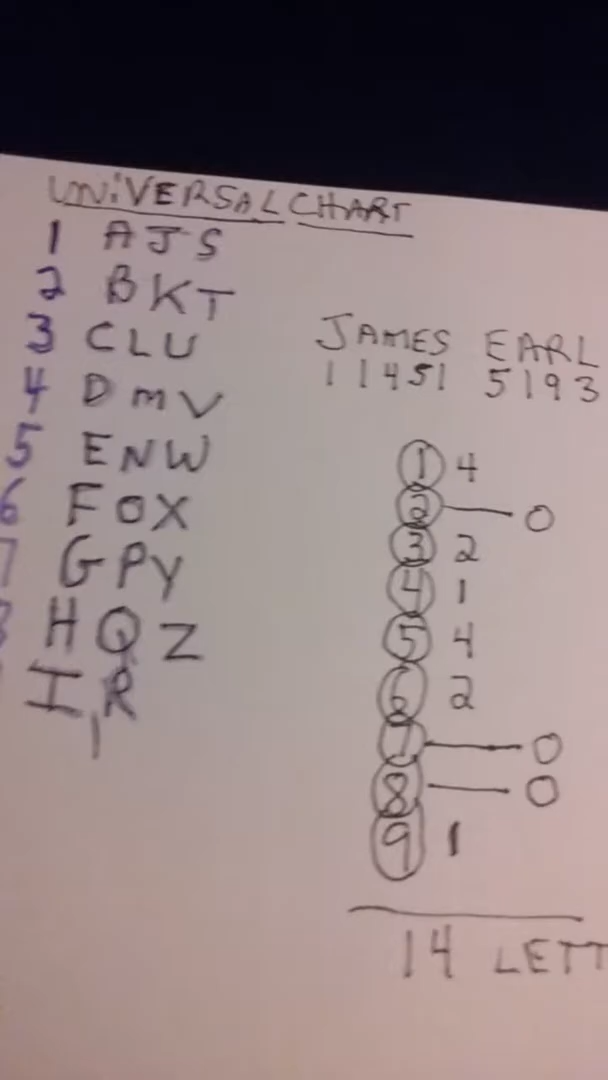 UNiVERSAL CHART
1 AJS
2 BKT
3 CLU
4 DmV
5 ENW
6 FOX
7 GPY
HQZ
IR
JAMES EARL
11451 5193
1 4
2 — 0
3 2
4 1
5 4
6 2
7 — 0
8 — 0
9 1
14 LETT